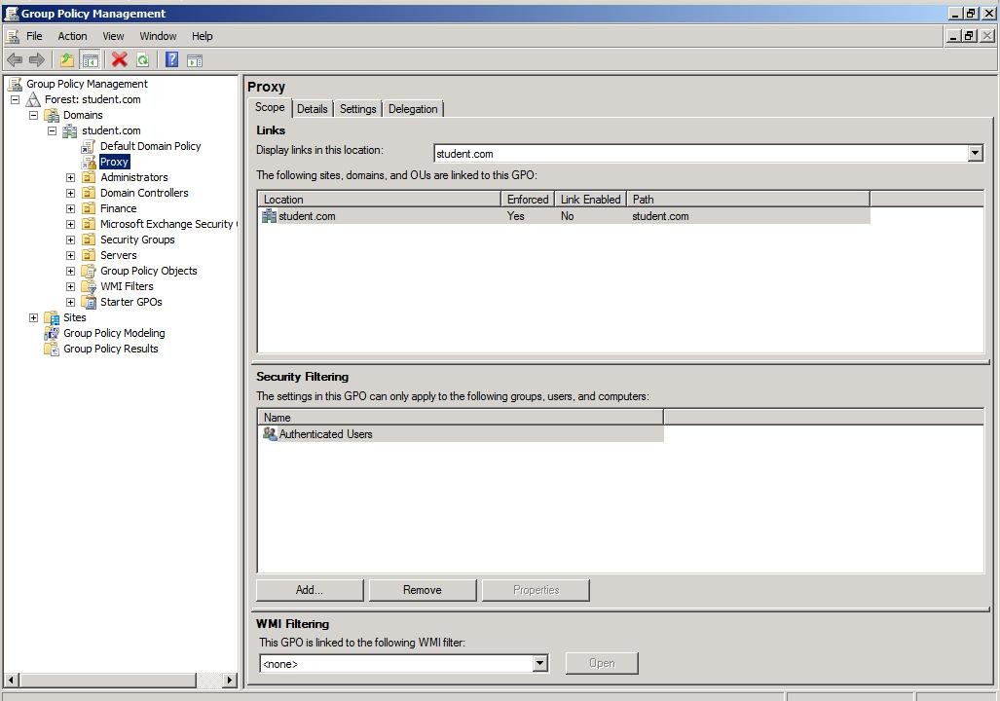 Group Policy Management
File Action View Window Help
Group Policy Management
Forest: student.com
Domains
student.com
Default Domain Policy
Proxy
Administrators
Domain Controllers
Finance
Microsoft Exchange Security
Security Groups
Servers
Group Policy Objects
WMI Filters
Starter GPOs
Sites
Group Policy Modeling
Group Policy Results
Proxy
Scope Details Settings Delegation
Links
Display links in this location: student.com
The following sites, domains, and OUs are linked to this GPO:
Location Enforced Link Enabled Path
student.com Yes No student.com
Security Filtering
The settings in this GPO can only apply to the following groups, users, and computers:
Name
Authenticated Users
Add... Remove Properties
WMI Filtering
This GPO is linked to the following WMI filter:
<none> Open